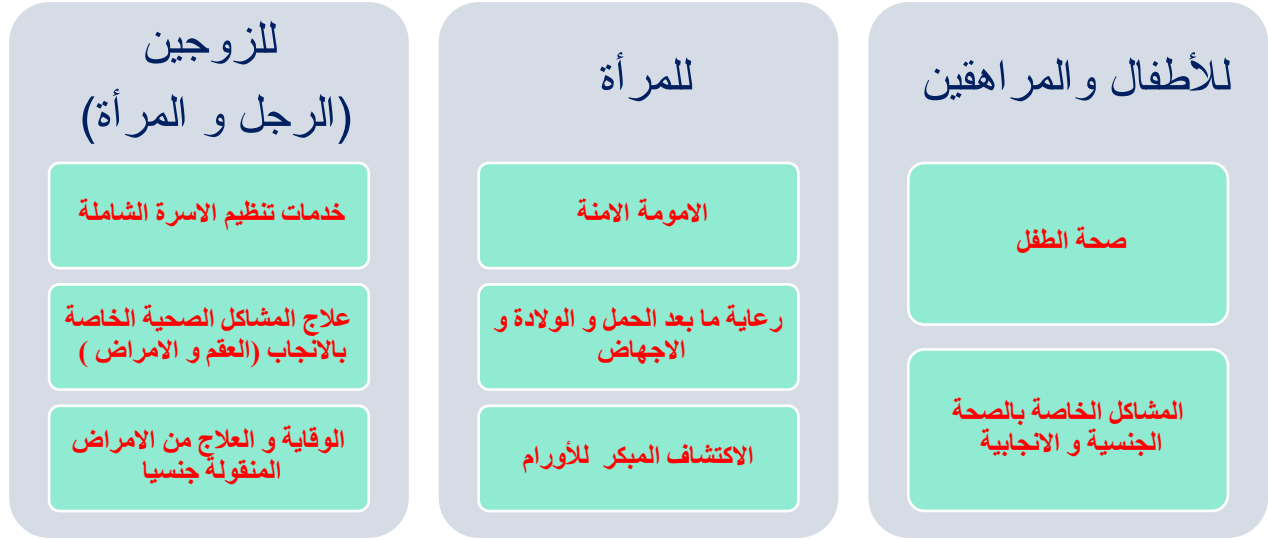 للأطفال والمراهقين
صحة الطفل
المشاكل الخاصة بالصحة
الجنسية و الانجابية
للمرأة
الامومة الامنة
رعاية ما بعد الحمل و الولادة و
الاجهاض
الاكتشاف المبكر للأورام
للزوجين
(الرجل و المرأة)
خدمات تنظيم الاسرة الشاملة
علاج المشاكل الصحية الخاصة
بالانجاب (العقم و الامراض )
الوقاية و العلاج من الامراض
المنقولة جنسيا